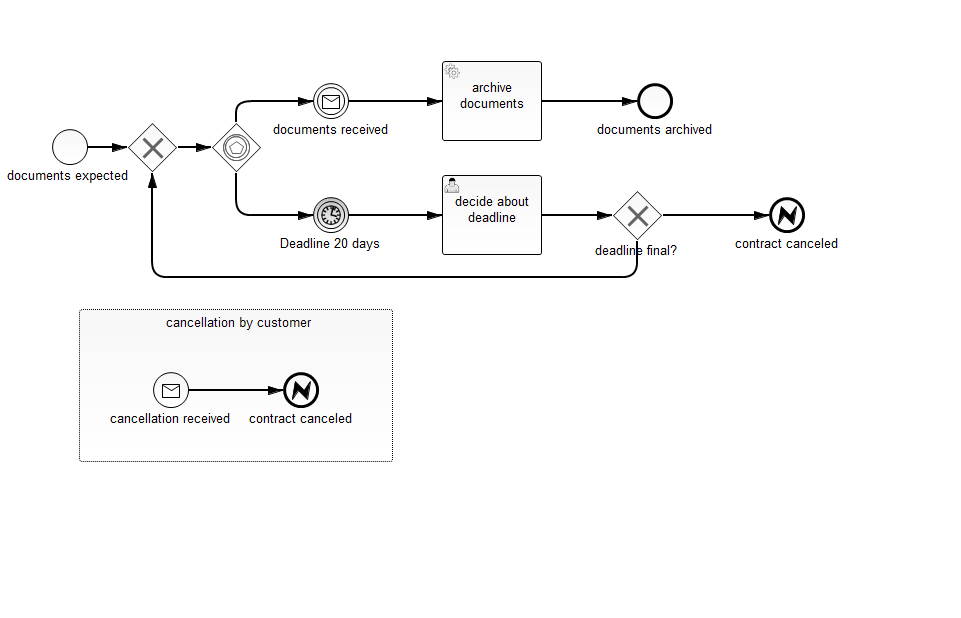 archive
documents
documents received
documents archived
documents expected
decide about
deadline
Deadline 20 days
deadline final?
contract canceled
cancellation by customer
cancellation received
contract canceled